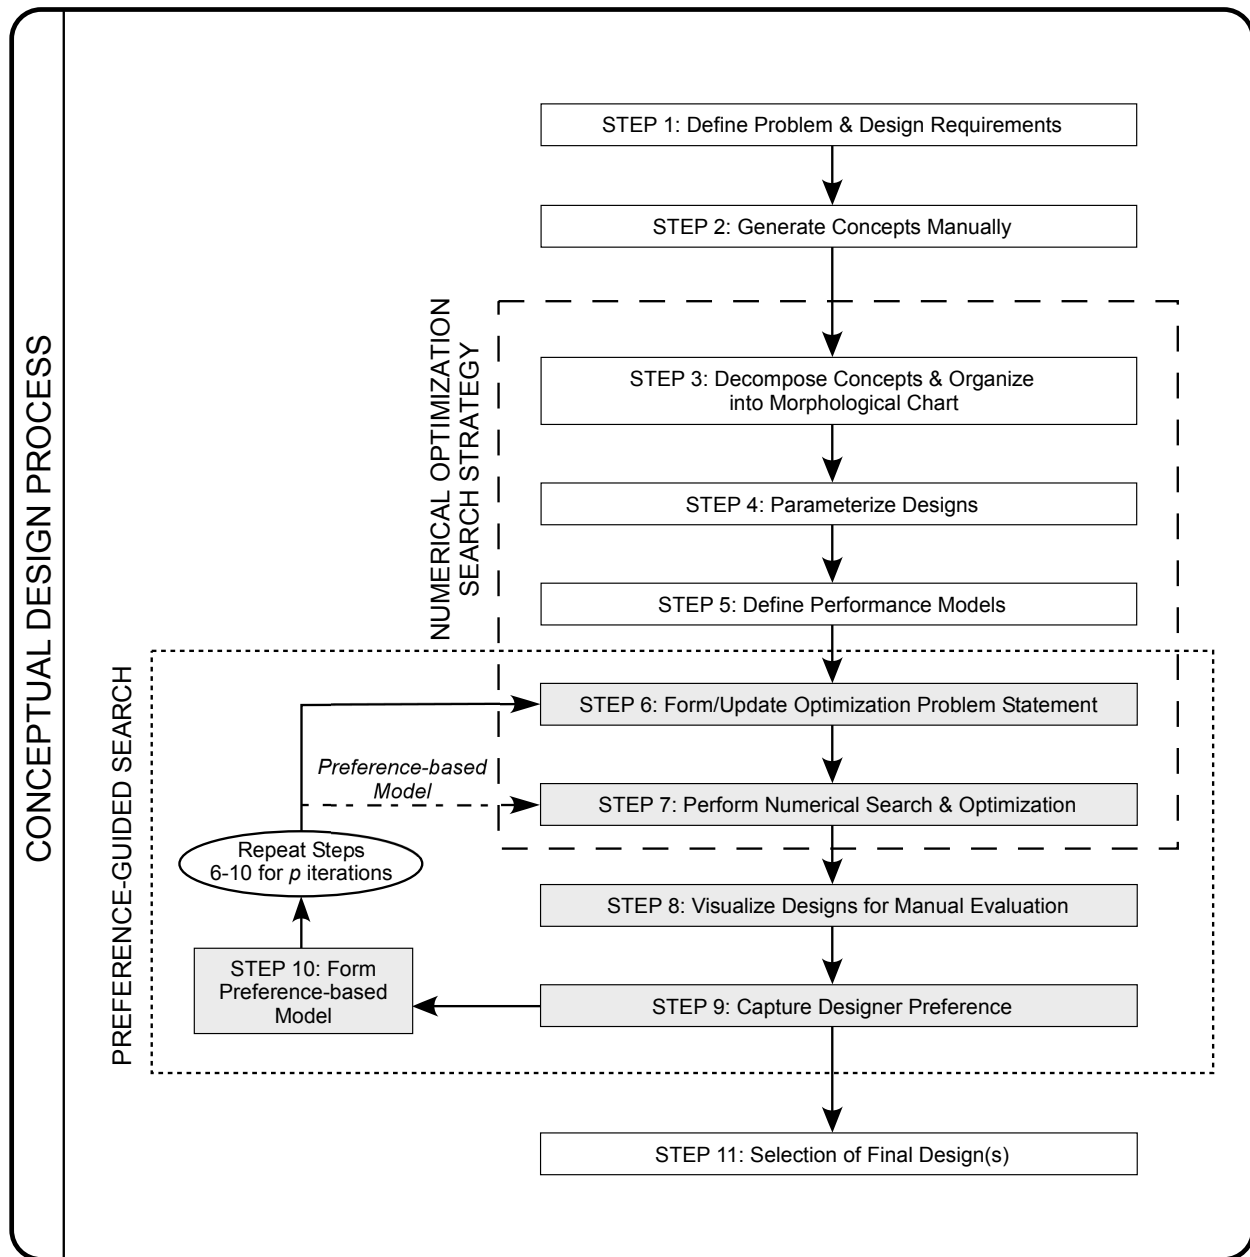 CONCEPTUAL DESIGN PROCESS
STEP 1: Define Problem & Design Requirements
STEP 2: Generate Concepts Manually
NUMERICAL OPTIMIZATION
SEARCH STRATEGY
STEP 3: Decompose Concepts & Organize
into Morphological Chart
STEP 4: Parameterize Designs
STEP 5: Define Performance Models
PREFERENCE-GUIDED SEARCH
STEP 6: Form/Update Optimization Problem Statement
Preference-based
Model
STEP 7: Perform Numerical Search & Optimization
Repeat Steps
6-10 for p iterations
STEP 8: Visualize Designs for Manual Evaluation
STEP 10: Form
Preference-based
Model
STEP 9: Capture Designer Preference
STEP 11: Selection of Final Design(s)